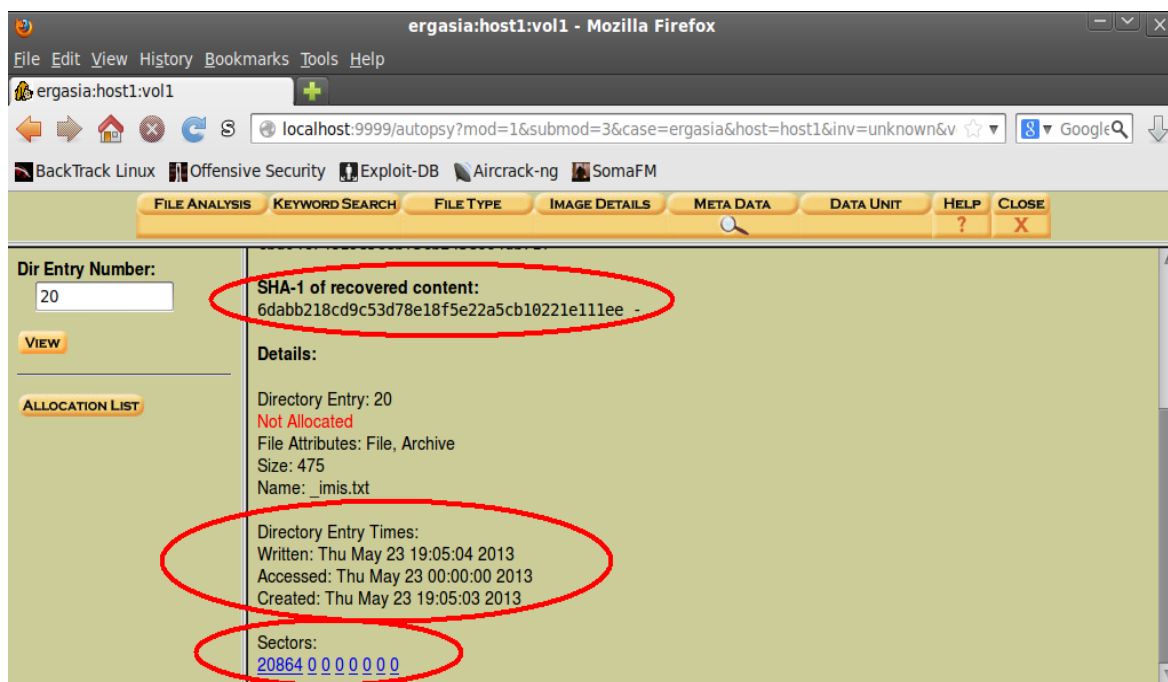 ergasia:host1:vol1 - Mozilla Firefox
File Edit View History Bookmarks Tools Help
ergasia:host1:vol1
S localhost:9999/autopsy?mod=1&submod=3&case=ergasia&host=host1&inv=unknown&v 8 Google
BackTrack Linux Offensive Security Exploit-DB Aircrack-ng SomaFM
FILE ANALYSIS KEYWORD SEARCH FILE TYPE IMAGE DETAILS META DATA DATA UNIT HELP CLOSE
? X
Dir Entry Number:
20
VIEW
ALLOCATION LIST
SHA-1 of recovered content:
6dabb218cd9c53d78e18f5e22a5cb10221e111ee -
Details:
Directory Entry: 20
Not Allocated
File Attributes: File, Archive
Size: 475
Name: _imis.txt
Directory Entry Times:
Written: Thu May 23 19:05:04 2013
Accessed: Thu May 23 00:00:00 2013
Created: Thu May 23 19:05:03 2013
Sectors:
20864 0 0 0 0 0 0 0